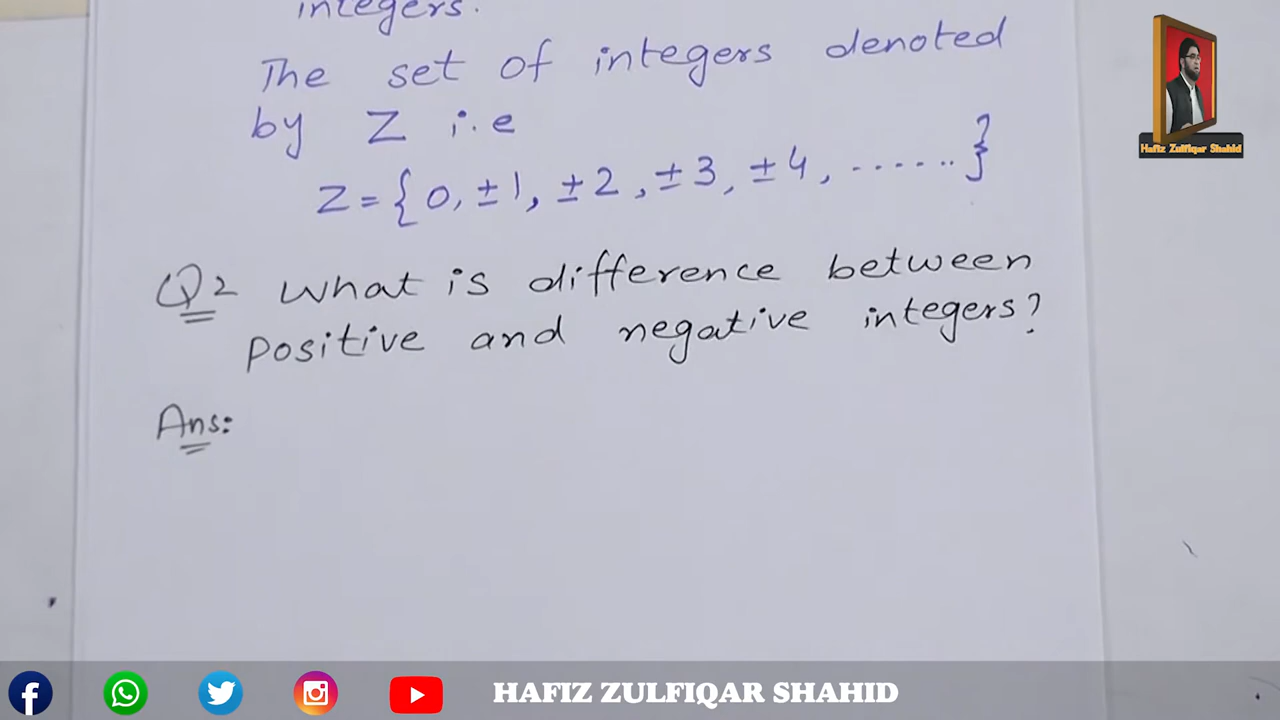 integers.
The set of integers denoted
by Z i.e
Z = {0, ±1, ±2, ±3, ±4, ...... }
Q2 What is difference between
positive and negative integers?
Ans:
Hafiz Zulfiqar Shahid
HAFIZ ZULFIQAR SHAHID